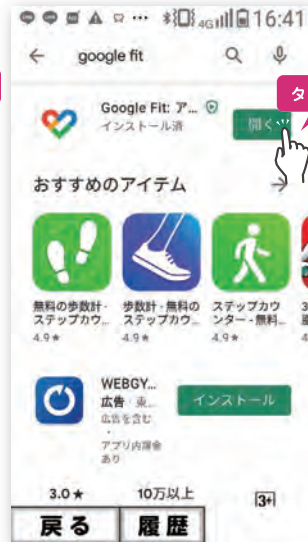 4G 16:41
google fit
Google Fit: ア...
インストール済
開く
タ
おすすめのアイテム
無料の歩数計・
ステップカウ...
4.9★
歩数計・無料の
ステップカウ...
4.9★
ステップカウ
ンター - 無料...
4.9★
3
4
WEBGY...
広告・東...
広告を含む
・
アプリ内課金
あり
インストール
3.0★
10万以上
3+
戻る
履歴